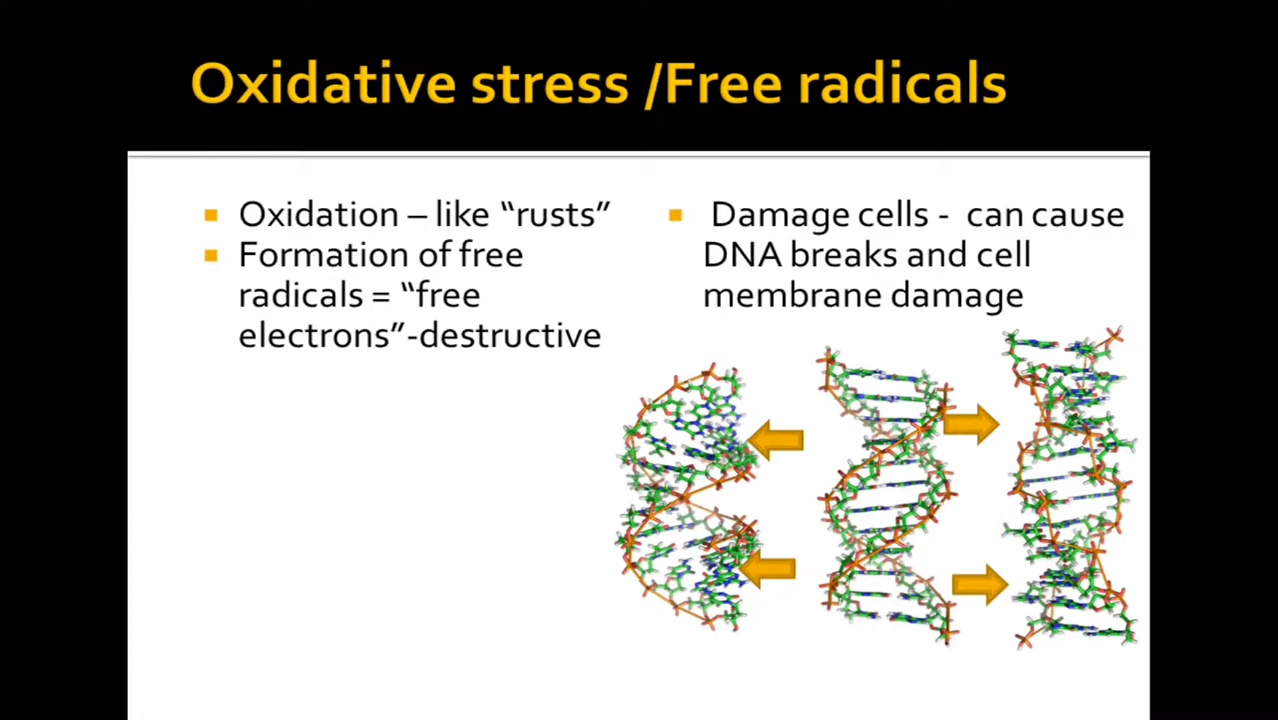 Oxidative stress /Free radicals
Oxidation – like “rusts”
Formation of free
radicals = “free
electrons”-destructive
Damage cells - can cause
DNA breaks and cell
membrane damage